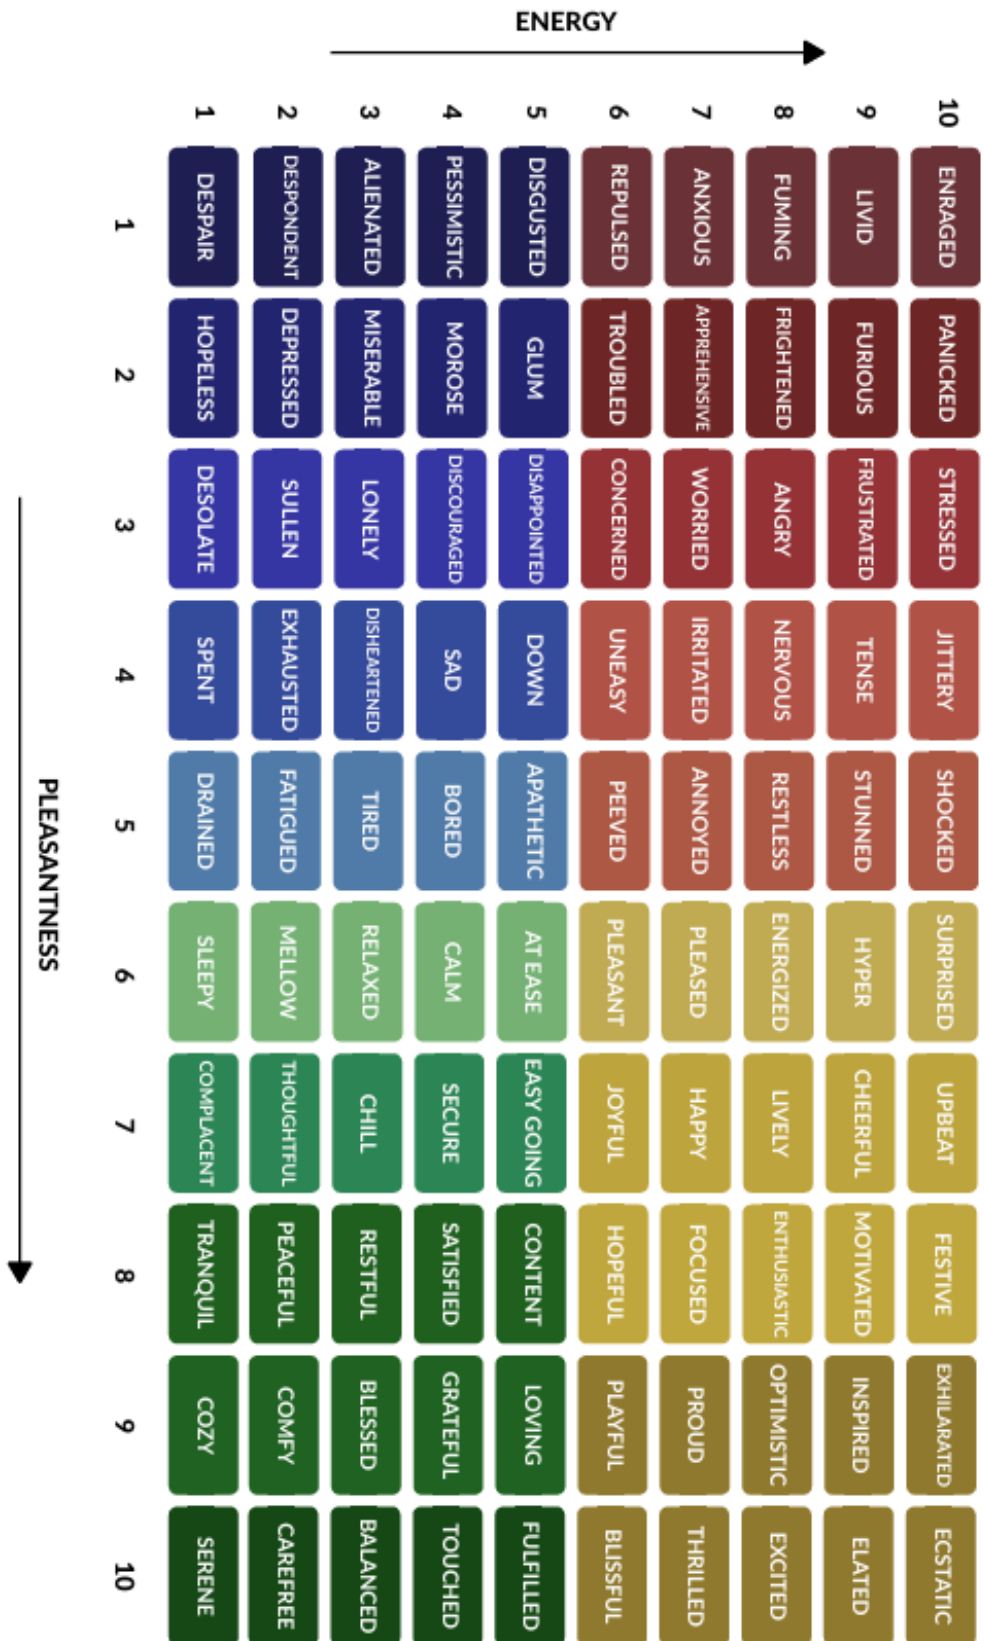 ENERGY
10 ENRAGED PANICKED STRESSED JITTERY SHOCKED SURPRISED UPBEAT FESTIVE EXHILARATED ECSTATIC
9 LIVID FURIOUS FRUSTRATED TENSE STUNNED HYPER CHEERFUL MOTIVATED INSPIRED ELATED
8 FUMING FRIGHTENED ANGRY NERVOUS RESTLESS ENERGIZED LIVELY ENTHUSIASTIC OPTIMISTIC EXCITED
7 ANXIOUS APPREHENSIVE WORRIED IRRITATED ANNOYED PLEASED HAPPY FOCUSED PROUD THRILLED
6 REPULSED TROUBLED CONCERNED UNEASY PEEVED PLEASANT JOYFUL HOPEFUL PLAYFUL BLISSFUL
5 DISGUSTED GLUM DISAPPOINTED DOWN APATHETIC AT EASE EASY GOING CONTENT LOVING FULFILLED
4 PESSIMISTIC MOROSE DISCOURAGED SAD BORED CALM SECURE SATISFIED GRATEFUL TOUCHED
3 ALIENATED MISERABLE LONELY DISHEARTENED TIRED RELAXED CHILL RESTFUL BLESSED BALANCED
2 DESPONDENT DEPRESSED SULLEN EXHAUSTED FATIGUED MELLOW THOUGHTFUL PEACEFUL COMFY CAREFREE
1 DESPAIR HOPELESS DESOLATE SPENT DRAINED SLEEPY COMPLACENT TRANQUIL COZY SERENE
1 2 3 4 5 6 7 8 9 10
PLEASANTNESS